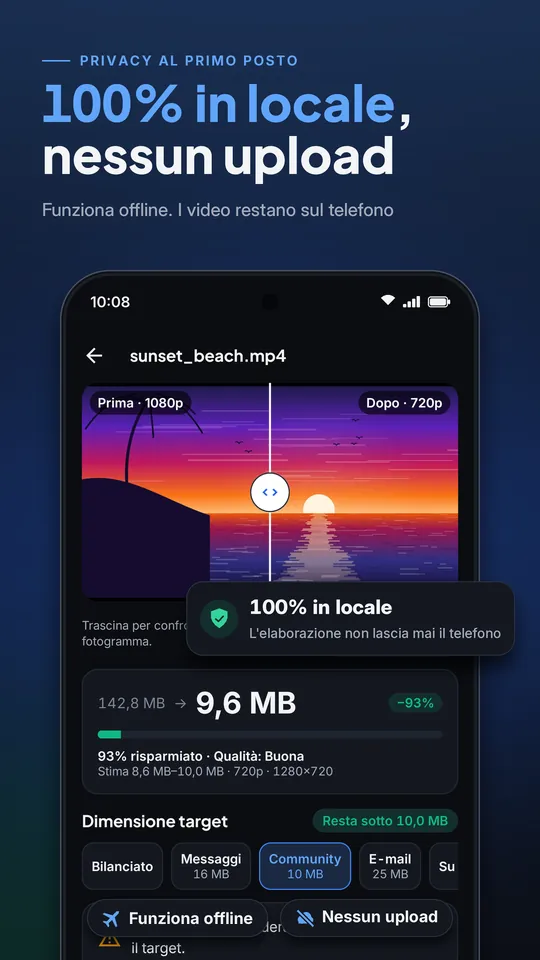 PRIVACY AL PRIMO POSTO
100% in locale,
nessun upload
Funziona offline. I video restano sul telefono
10:08
sunset_beach.mp4
Prima · 1080p
Dopo · 720p
100% in locale
L'elaborazione non lascia mai il telefono
Trascina per
fotogramma.
142,8 MB → 9,6 MB
−93%
93% risparmiato · Qualità: Buona
Stima 8,6 MB–10,0 MB · 720p · 1280×720
Dimensione target
Resta sotto 10,0 MB
Bilanciato
Messaggi
16 MB
Community
10 MB
E-mail
25 MB
Su
Funziona offline
Nessun upload
il target.